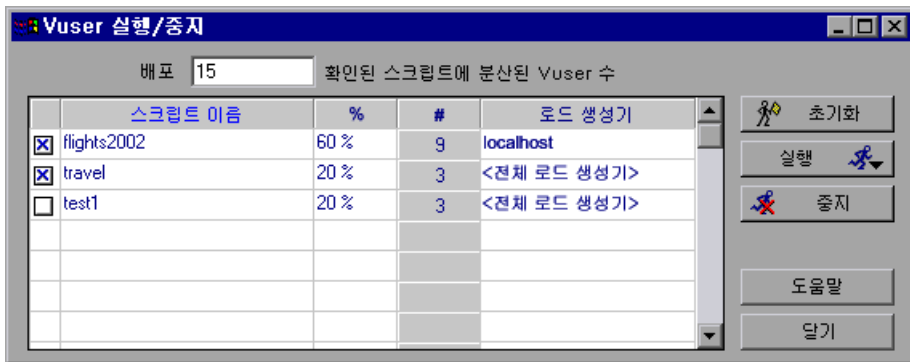 Vuser 실행/중지
배포 15 확인된 스크립트에 분산된 Vuser 수
스크립트 이름 % # 로드 생성기
flights2002 60 % 9 localhost
travel 20 % 3 <전체 로드 생성기>
test1 20 % 3 <전체 로드 생성기>
초기화
실행
중지
도움말
닫기